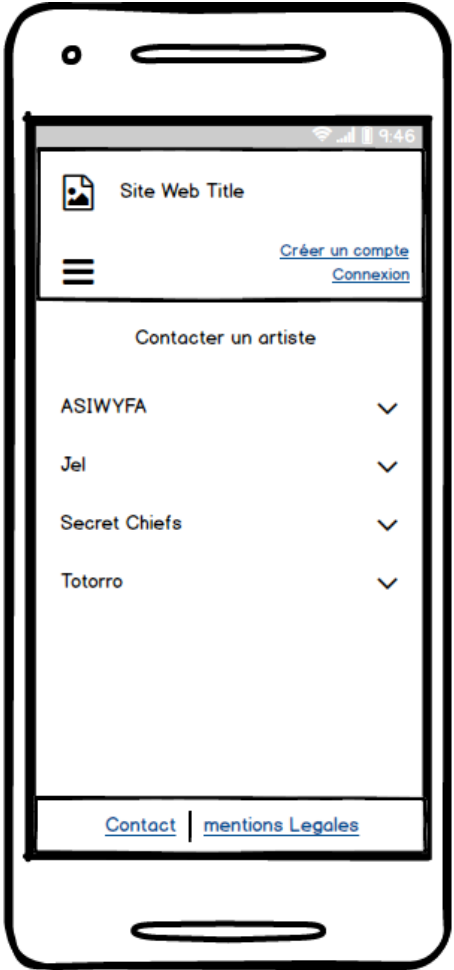 9:46
Site Web Title
Créer un compte
Connexion
Contacter un artiste
ASIWYFA
Jel
Secret Chiefs
Totorro
Contact mentions Legales